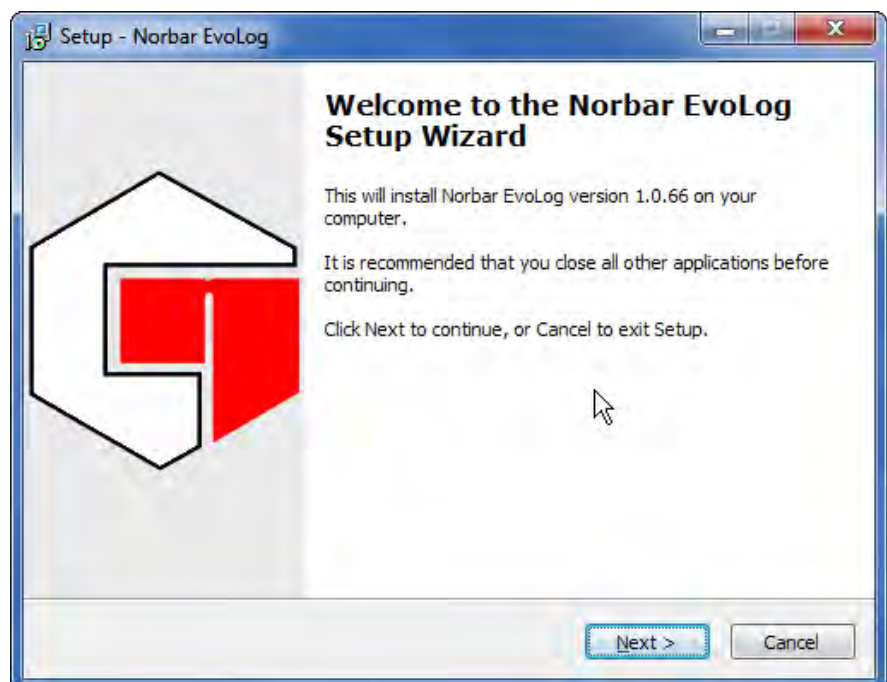 Setup - Norbar EvoLog
Welcome to the Norbar EvoLog
Setup Wizard
This will install Norbar EvoLog version 1.0.66 on your
computer.
It is recommended that you close all other applications before
continuing.
Click Next to continue, or Cancel to exit Setup.
Next >
Cancel